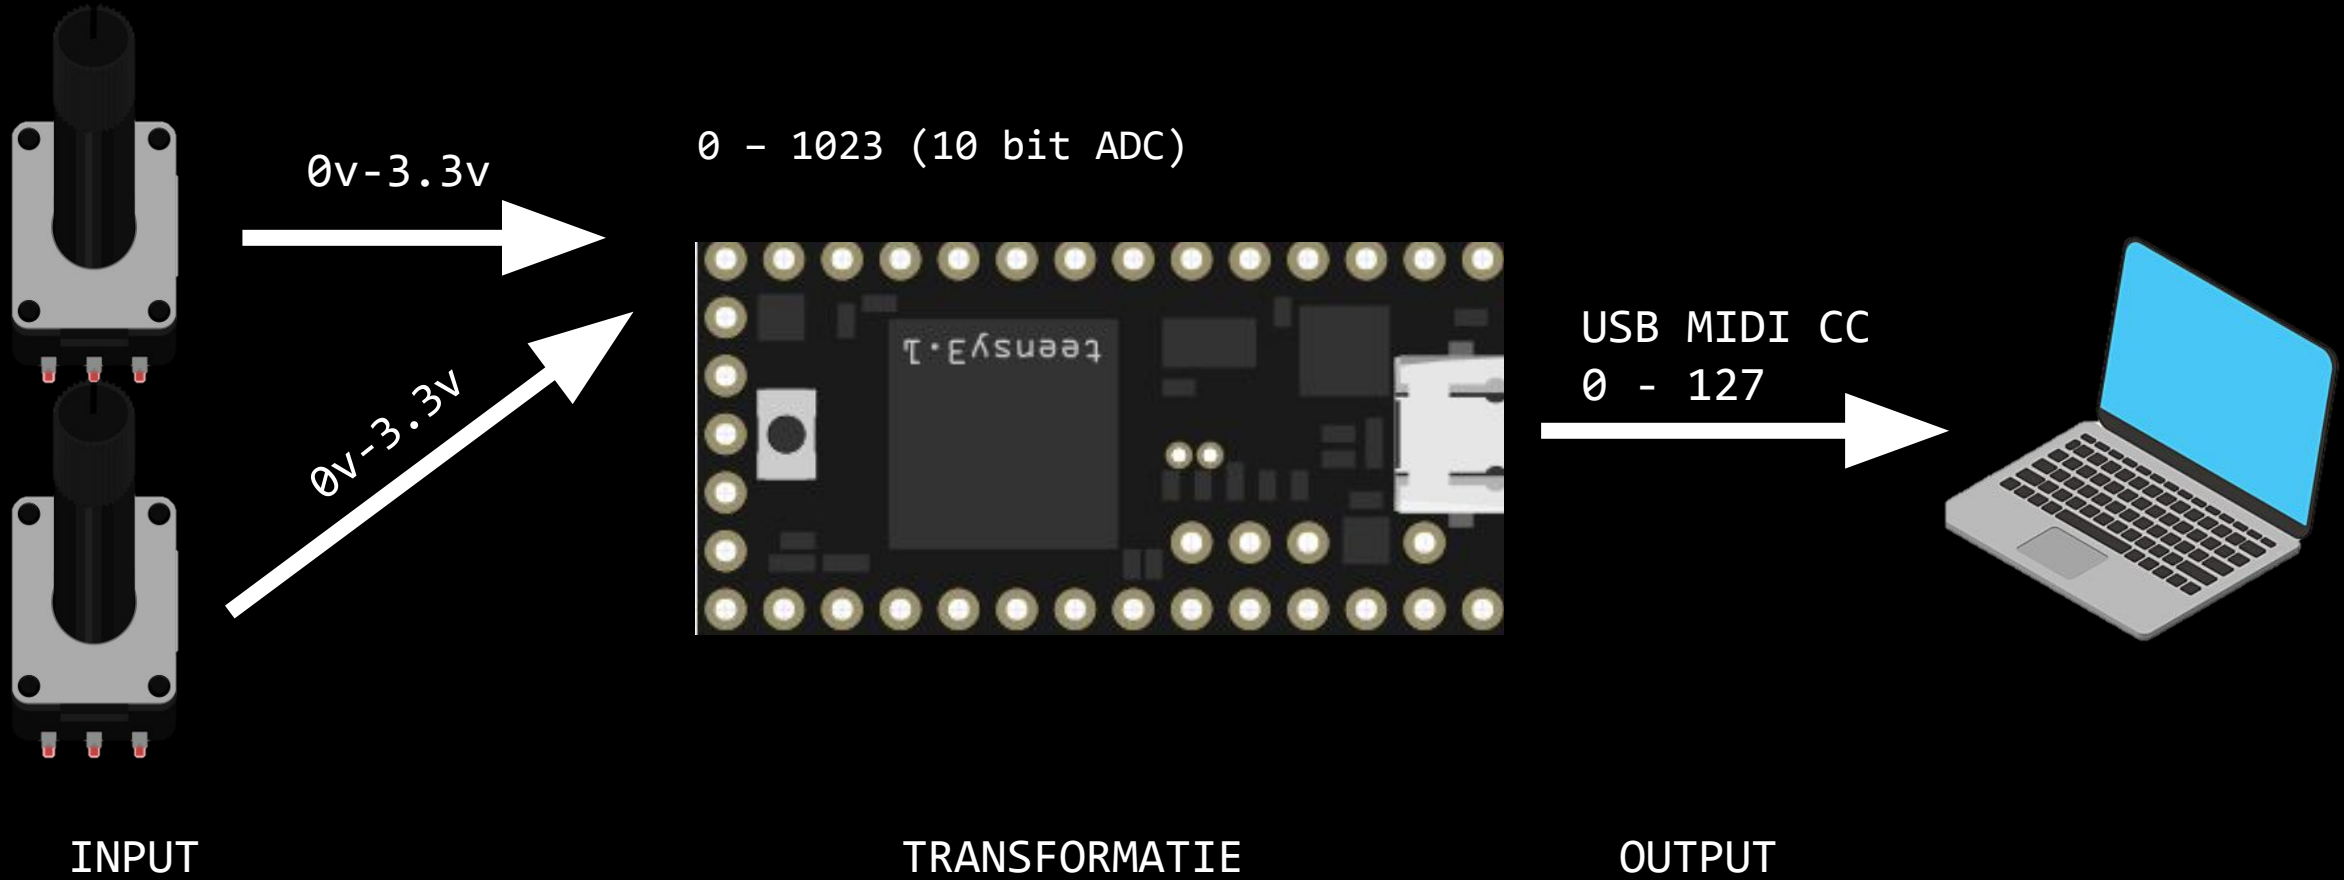 0v-3.3v
0v-3.3v
0 – 1023 (10 bit ADC)
teensy3.1
USB MIDI CC
0 - 127
INPUT
TRANSFORMATIE
OUTPUT